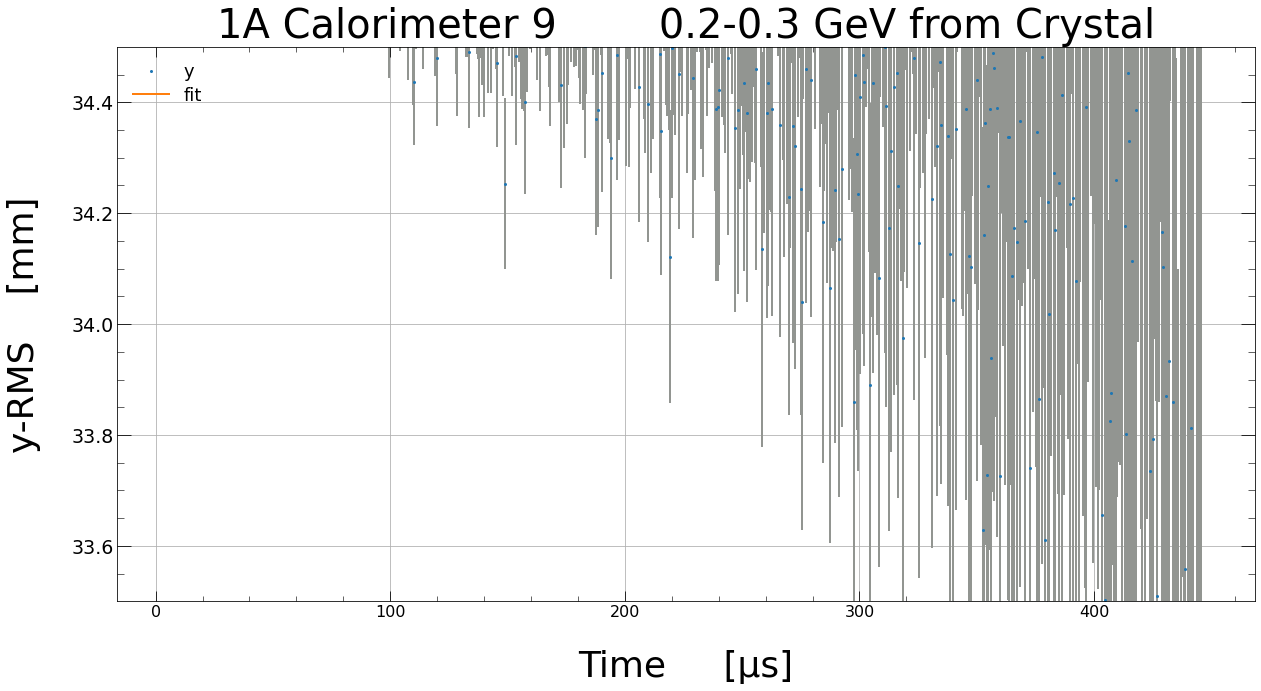 1A Calorimeter 9 0.2-0.3 GeV from Crystal
y
fit
34.4
34.2
34.0
33.8
33.6
y-RMS [mm]
0 100 200 300 400
Time [μs]